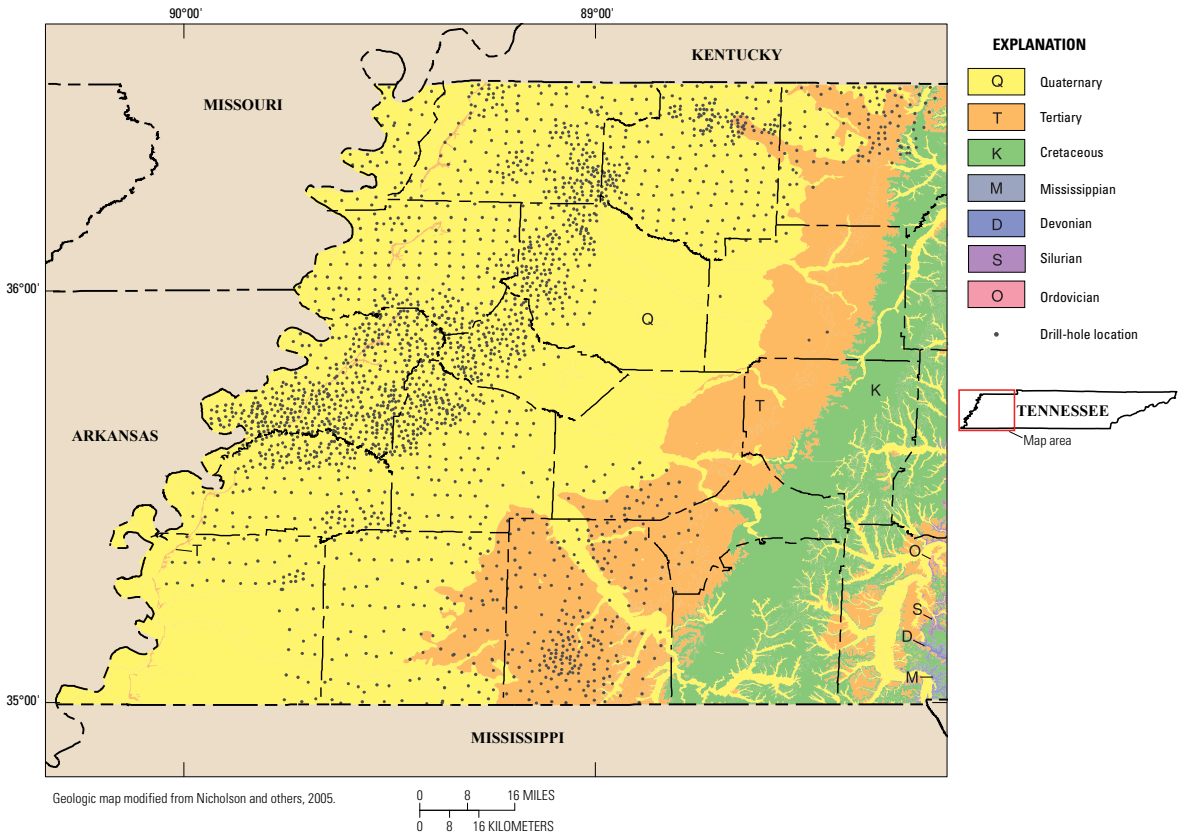 90°00'
89°00'
KENTUCKY
MISSOURI
36°00'
Q
K
T
ARKANSAS
T
O
S
D
M
35°00'
MISSISSIPPI
EXPLANATION
Q Quaternary
T Tertiary
K Cretaceous
M Mississippian
D Devonian
S Silurian
O Ordovician
Drill-hole location
TENNESSEE
Map area
Geologic map modified from Nicholson and others, 2005.
0 8 16 MILES
0 8 16 KILOMETERS